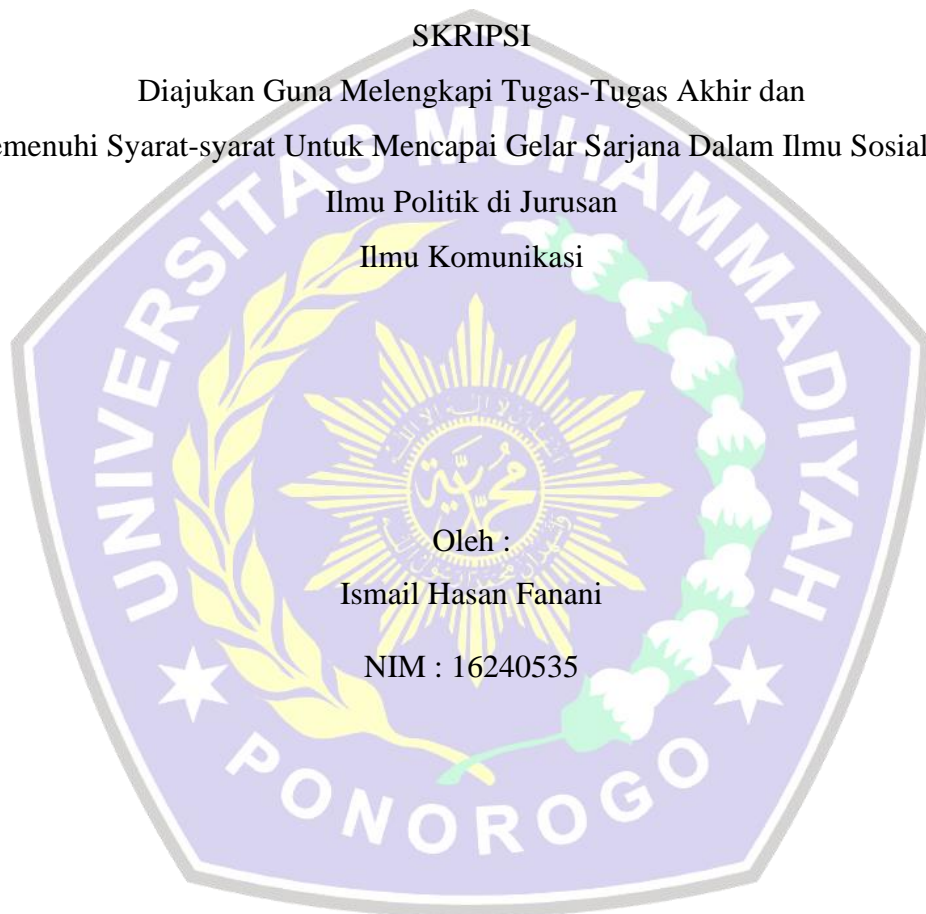 SKRIPSI
Diajukan Guna Melengkapi Tugas-Tugas Akhir dan
emenuhi Syarat-syarat Untuk Mencapai Gelar Sarjana Dalam Ilmu Sosial
Ilmu Politik di Jurusan
Ilmu Komunikasi
UNIVERSITAS MUHAMMADIYAH
محمدية
Oleh :
Ismail Hasan Fanani
NIM : 16240535
PONOROGO